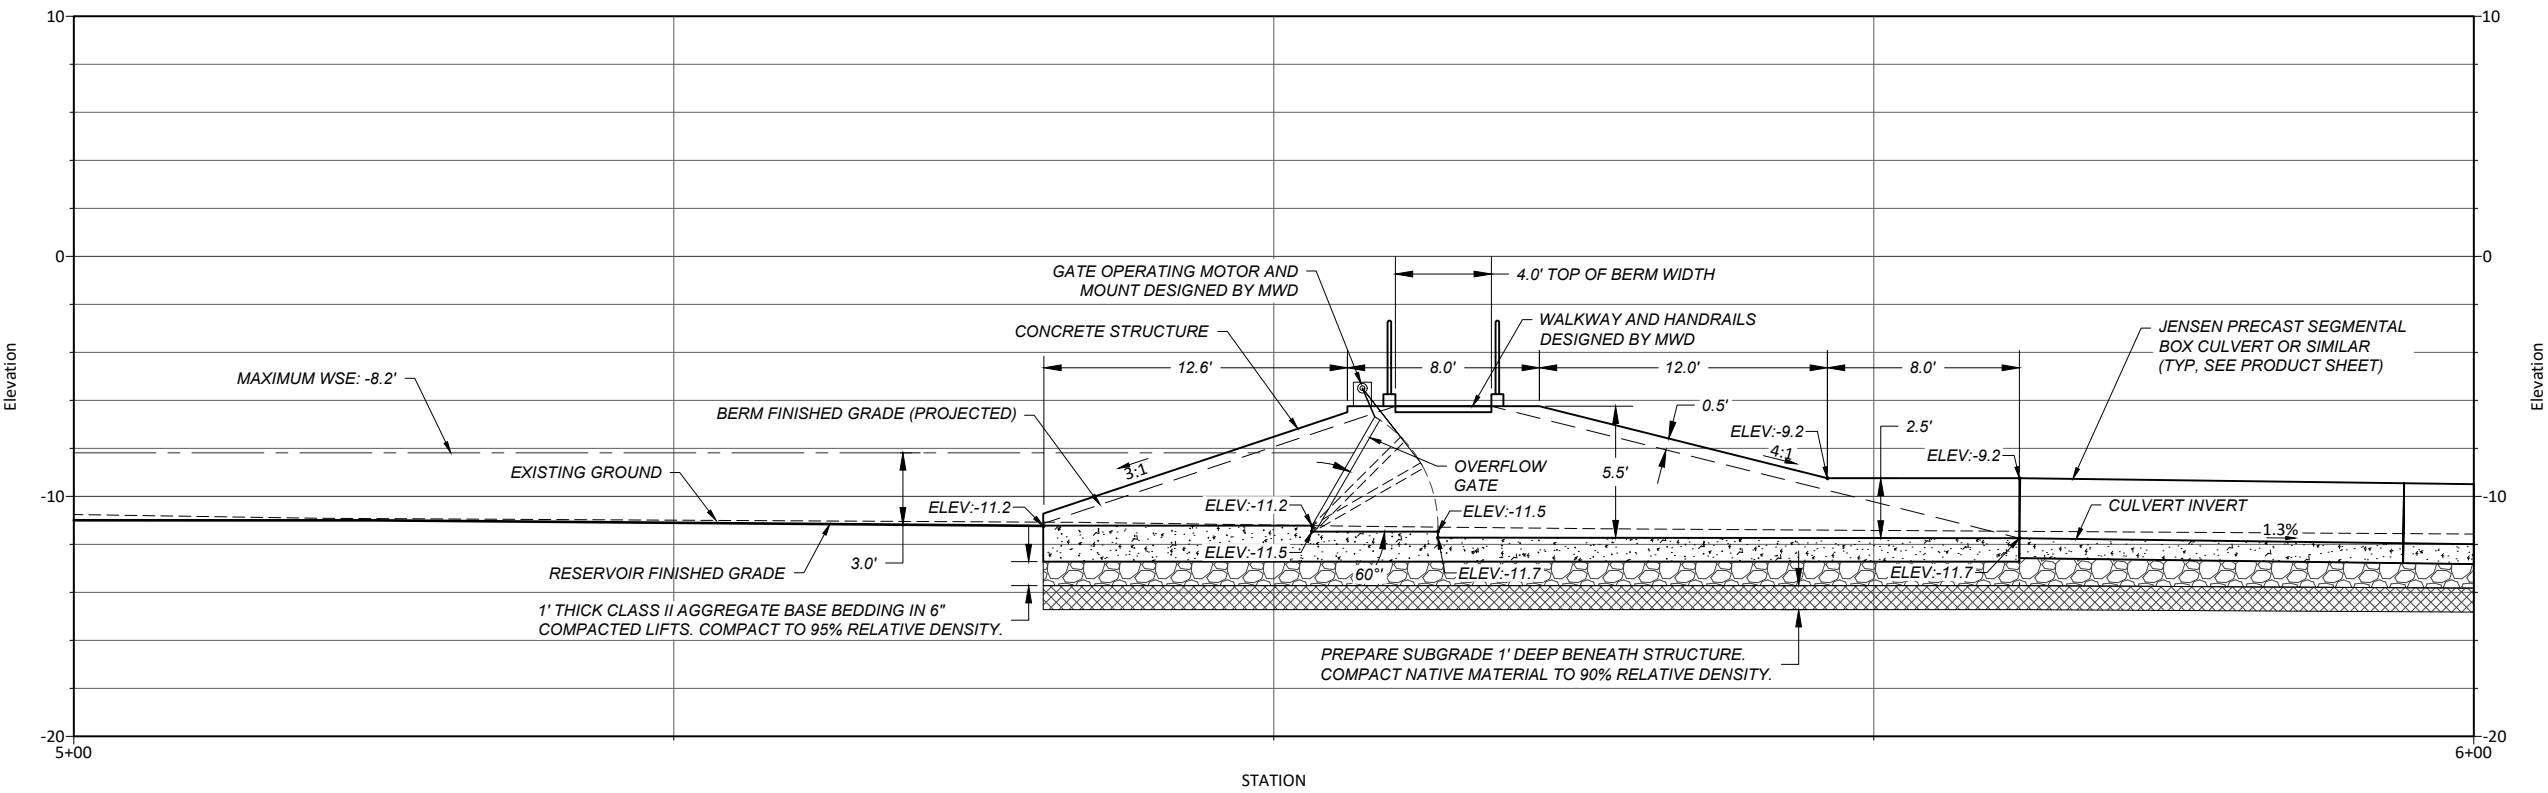 10
10
GATE OPERATING MOTOR AND
MOUNT DESIGNED BY MWD
4.0' TOP OF BERM WIDTH
0
0
CONCRETE STRUCTURE
WALKWAY AND HANDRAILS
DESIGNED BY MWD
JENSEN PRECAST SEGMENTAL
BOX CULVERT OR SIMILAR
(TYP, SEE PRODUCT SHEET)
Elevation
Elevation
MAXIMUM WSE: -8.2'
12.6'
8.0'
12.0'
8.0'
BERM FINISHED GRADE (PROJECTED)
0.5'
2.5'
ELEV:-9.2
4:1
ELEV:-9.2
EXISTING GROUND
3:1
OVERFLOW
GATE
5.5'
-10
-10
ELEV:-11.2
ELEV:-11.2
ELEV:-11.5
CULVERT INVERT
1.3%
ELEV:-11.5
3.0'
RESERVOIR FINISHED GRADE
60°'
ELEV:-11.7
ELEV:-11.7
1' THICK CLASS II AGGREGATE BASE BEDDING IN 6"
COMPACTED LIFTS. COMPACT TO 95% RELATIVE DENSITY.
PREPARE SUBGRADE 1' DEEP BENEATH STRUCTURE.
COMPACT NATIVE MATERIAL TO 90% RELATIVE DENSITY.
-20
-20
5+00
6+00
STATION